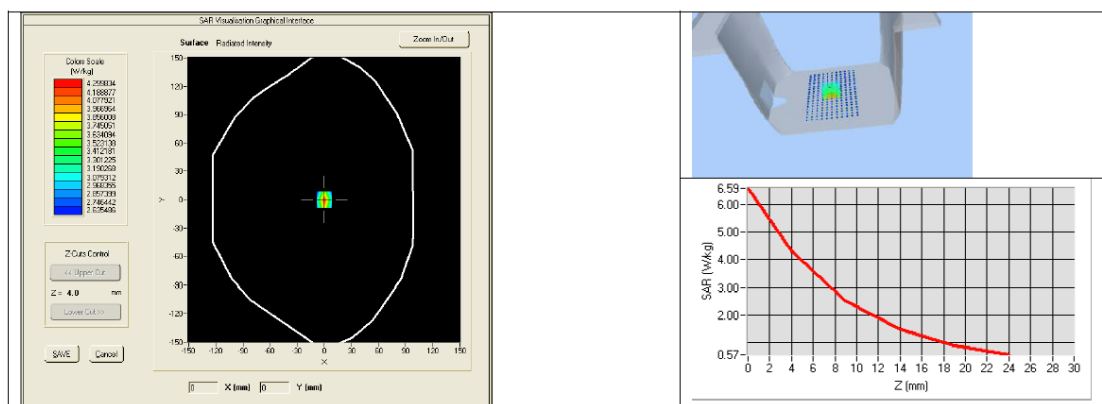 SAR Visualisation Graphical Interface
Surface Radiated Intensity
Zoom In/Out
Colors Scale
(W/kg)
4.299834
4.188877
4.077921
3.966964
3.856008
3.745051
3.634094
3.523138
3.412181
3.301225
3.190268
3.079312
2.968355
2.857399
2.746442
2.635486
Z-Cuts Control
<< Upper Cut
Z = 4.0 mm
Lower Cut >>
SAVE Cancel
150
120
90
60
30
Y 0
-30
-60
-90
-120
-150
-150 -120 -90 -60 -30 0 30 60 90 120 150
X
0 X (mm) 0 Y (mm)
6.59
6.00
5.00
4.00
3.00
2.00
0.57
SAR (W/kg)
0 2 4 6 8 10 12 14 16 18 20 22 24 26 28 30
Z (mm)